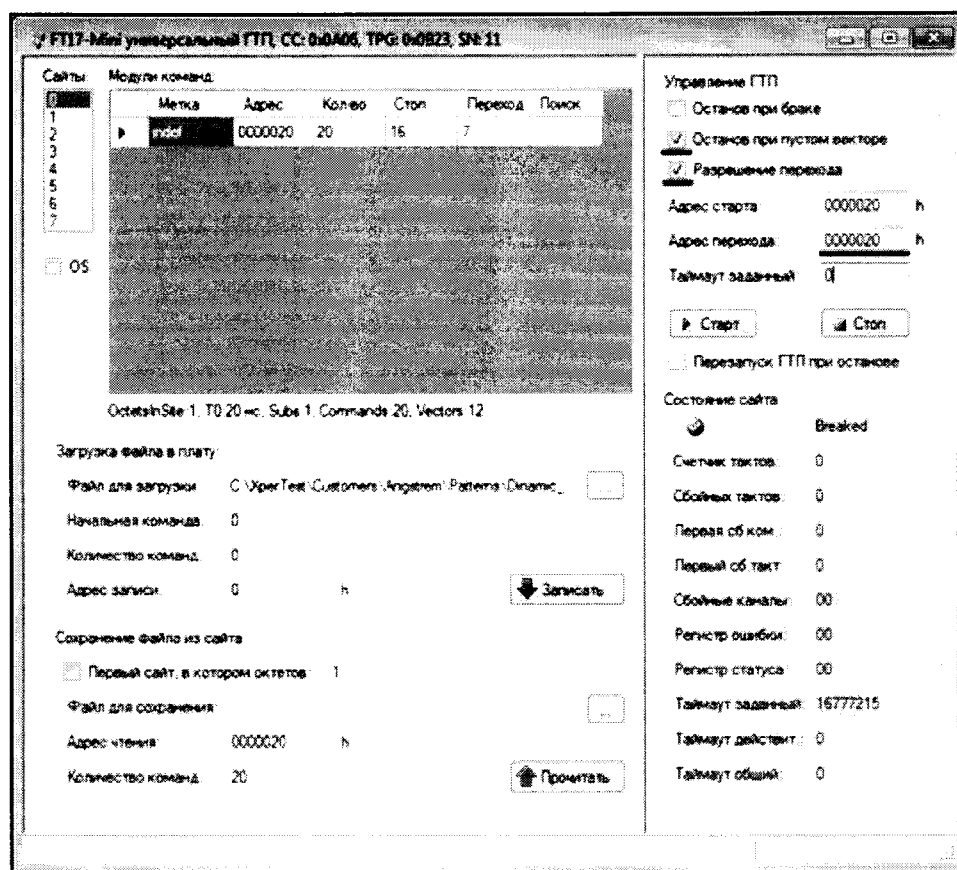 FT17-Mini универсальный ГТП, CC: 0x0A06, TPG: 0x0B23, SN: 11
Сайты:
0
1
2
3
4
5
6
7
OS
Модули команд:
Метка Адрес Кол-во Стоп Переход Поиск
0000020 20 16 7
OctetsInSite 1, T0 20 нс, Subs 1, Commands 20, Vectors 12
Загрузка файла в плату:
Файл для загрузки: C:\XperTest\Customers\Angstrem\Patterns\Dinamic_ ...
Начальная команда: 0
Количество команд: 0
Адрес записи: 0 h
Записать
Сохранение файла из сайта
Первый сайт, в котором октетов: 1
Файл для сохранения: ...
Адрес чтения: 0000020 h
Количество команд: 20
Прочитать
Управление ГТП
Останов при браке
Останов при пустом векторе
Разрешение перехода
Адрес старта: 0000020 h
Адрес перехода: 0000020 h
Таймаут заданный: 0
Старт Стоп
Перезапуск ГТП при останове
Состояние сайта
Breaked
Счетчик тактов: 0
Сбойных тактов: 0
Первая сб ком.: 0
Первый сб такт: 0
Сбойные каналы: 00
Регистр ошибки: 00
Регистр статуса: 00
Таймаут заданный: 16777215
Таймаут действит.: 0
Таймаут общий: 0